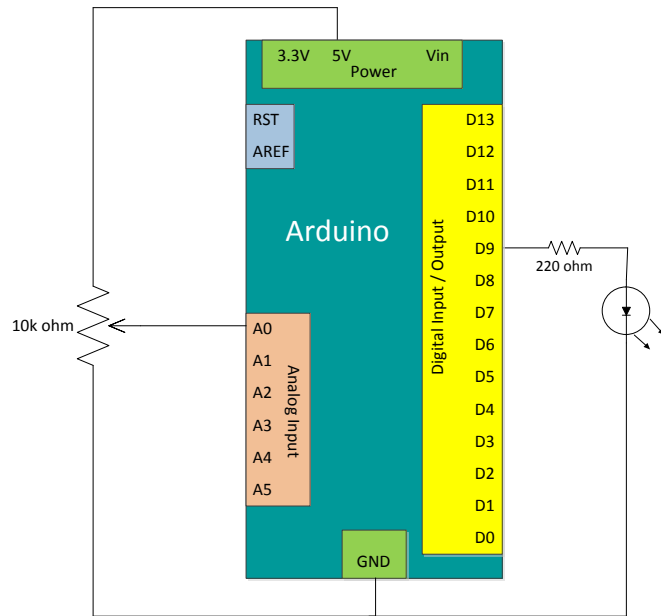 3.3V 5V Vin
Power
RST
AREF
Arduino
10k ohm
A0
A1
A2
A3
A4
A5
Analog Input
Digital Input / Output
D13
D12
D11
D10
D9
D8
D7
D6
D5
D4
D3
D2
D1
D0
220 ohm
GND